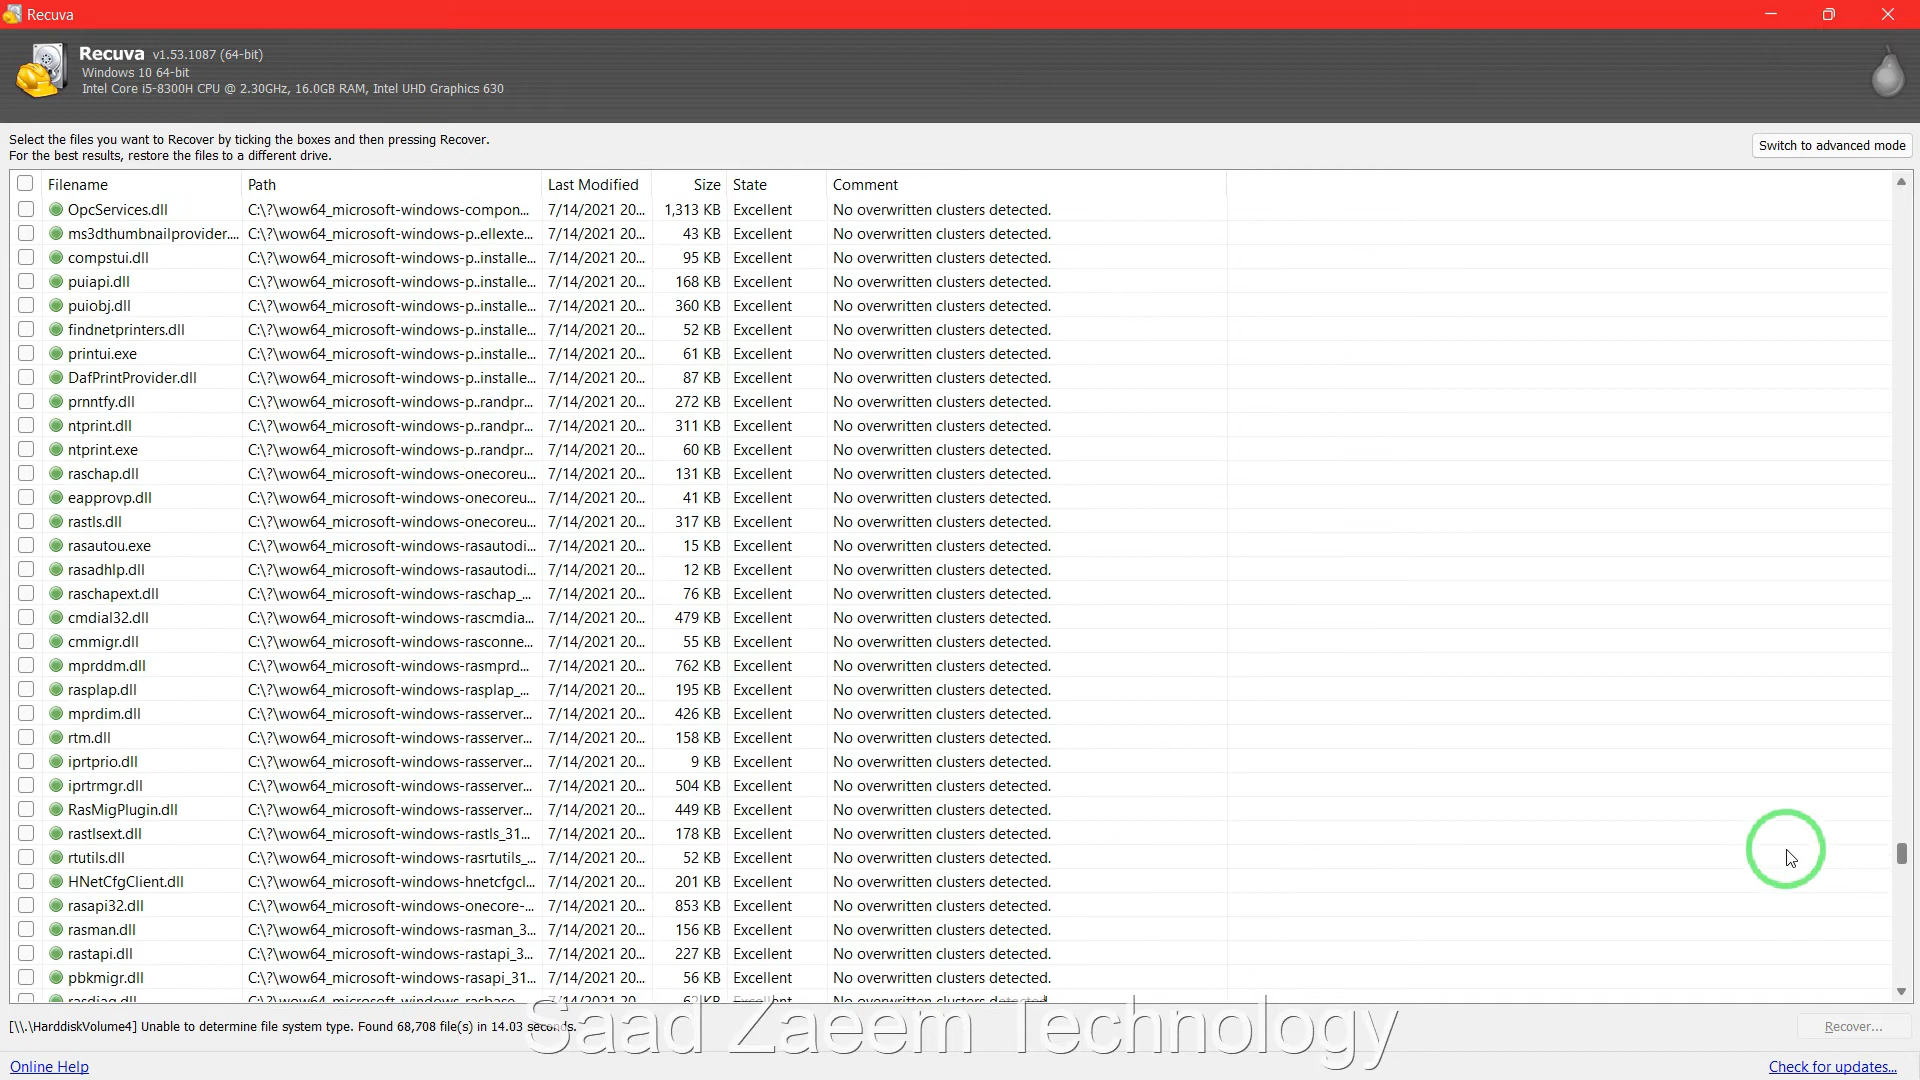 Recuva
Recuva v1.53.1087 (64-bit)
Windows 10 64-bit
Intel Core i5-8300H CPU @ 2.30GHz, 16.0GB RAM, Intel UHD Graphics 630
Select the files you want to Recover by ticking the boxes and then pressing Recover.
For the best results, restore the files to a different drive.
Switch to advanced mode
Filename Path Last Modified Size State Comment
OpcServices.dll C:\?\wow64_microsoft-windows-compon... 7/14/2021 20... 1,313 KB Excellent No overwritten clusters detected.
ms3dthumbnailprovider.... C:\?\wow64_microsoft-windows-p..ellexte... 7/14/2021 20... 43 KB Excellent No overwritten clusters detected.
compstui.dll C:\?\wow64_microsoft-windows-p..installe... 7/14/2021 20... 95 KB Excellent No overwritten clusters detected.
puiapi.dll C:\?\wow64_microsoft-windows-p..installe... 7/14/2021 20... 168 KB Excellent No overwritten clusters detected.
puiobj.dll C:\?\wow64_microsoft-windows-p..installe... 7/14/2021 20... 360 KB Excellent No overwritten clusters detected.
findnetprinters.dll C:\?\wow64_microsoft-windows-p..installe... 7/14/2021 20... 52 KB Excellent No overwritten clusters detected.
printui.exe C:\?\wow64_microsoft-windows-p..installe... 7/14/2021 20... 61 KB Excellent No overwritten clusters detected.
DafPrintProvider.dll C:\?\wow64_microsoft-windows-p..installe... 7/14/2021 20... 87 KB Excellent No overwritten clusters detected.
prnntfy.dll C:\?\wow64_microsoft-windows-p..randpr... 7/14/2021 20... 272 KB Excellent No overwritten clusters detected.
ntprint.dll C:\?\wow64_microsoft-windows-p..randpr... 7/14/2021 20... 311 KB Excellent No overwritten clusters detected.
ntprint.exe C:\?\wow64_microsoft-windows-p..randpr... 7/14/2021 20... 60 KB Excellent No overwritten clusters detected.
raschap.dll C:\?\wow64_microsoft-windows-onecoreu... 7/14/2021 20... 131 KB Excellent No overwritten clusters detected.
eapprovp.dll C:\?\wow64_microsoft-windows-onecoreu... 7/14/2021 20... 41 KB Excellent No overwritten clusters detected.
rastls.dll C:\?\wow64_microsoft-windows-onecoreu... 7/14/2021 20... 317 KB Excellent No overwritten clusters detected.
rasautou.exe C:\?\wow64_microsoft-windows-rasautodi... 7/14/2021 20... 15 KB Excellent No overwritten clusters detected.
rasadhlp.dll C:\?\wow64_microsoft-windows-rasautodi... 7/14/2021 20... 12 KB Excellent No overwritten clusters detected.
raschapext.dll C:\?\wow64_microsoft-windows-raschap_... 7/14/2021 20... 76 KB Excellent No overwritten clusters detected.
cmdial32.dll C:\?\wow64_microsoft-windows-rascmdia... 7/14/2021 20... 479 KB Excellent No overwritten clusters detected.
cmmigr.dll C:\?\wow64_microsoft-windows-rasconne... 7/14/2021 20... 55 KB Excellent No overwritten clusters detected.
mprddm.dll C:\?\wow64_microsoft-windows-rasmprd... 7/14/2021 20... 762 KB Excellent No overwritten clusters detected.
rasplap.dll C:\?\wow64_microsoft-windows-rasplap_... 7/14/2021 20... 195 KB Excellent No overwritten clusters detected.
mprdim.dll C:\?\wow64_microsoft-windows-rasserver... 7/14/2021 20... 426 KB Excellent No overwritten clusters detected.
rtm.dll C:\?\wow64_microsoft-windows-rasserver... 7/14/2021 20... 158 KB Excellent No overwritten clusters detected.
iprtprio.dll C:\?\wow64_microsoft-windows-rasserver... 7/14/2021 20... 9 KB Excellent No overwritten clusters detected.
iprtrmgr.dll C:\?\wow64_microsoft-windows-rasserver... 7/14/2021 20... 504 KB Excellent No overwritten clusters detected.
RasMigPlugin.dll C:\?\wow64_microsoft-windows-rasserver... 7/14/2021 20... 449 KB Excellent No overwritten clusters detected.
rastlsext.dll C:\?\wow64_microsoft-windows-rastls_31... 7/14/2021 20... 178 KB Excellent No overwritten clusters detected.
rtutils.dll C:\?\wow64_microsoft-windows-rasrtutils_... 7/14/2021 20... 52 KB Excellent No overwritten clusters detected.
HNetCfgClient.dll C:\?\wow64_microsoft-windows-hnetcfgcl... 7/14/2021 20... 201 KB Excellent No overwritten clusters detected.
rasapi32.dll C:\?\wow64_microsoft-windows-onecore-... 7/14/2021 20... 853 KB Excellent No overwritten clusters detected.
rasman.dll C:\?\wow64_microsoft-windows-rasman_3... 7/14/2021 20... 156 KB Excellent No overwritten clusters detected.
rastapi.dll C:\?\wow64_microsoft-windows-rastapi_3... 7/14/2021 20... 227 KB Excellent No overwritten clusters detected.
pbkmigr.dll C:\?\wow64_microsoft-windows-rasapi_31... 7/14/2021 20... 56 KB Excellent No overwritten clusters detected.
[\\.\HarddiskVolume4] Unable to determine file system type. Found 68,708 file(s) in 14.03 seconds.
Saad Zaeem Technology
Recover...
Online Help
Check for updates...